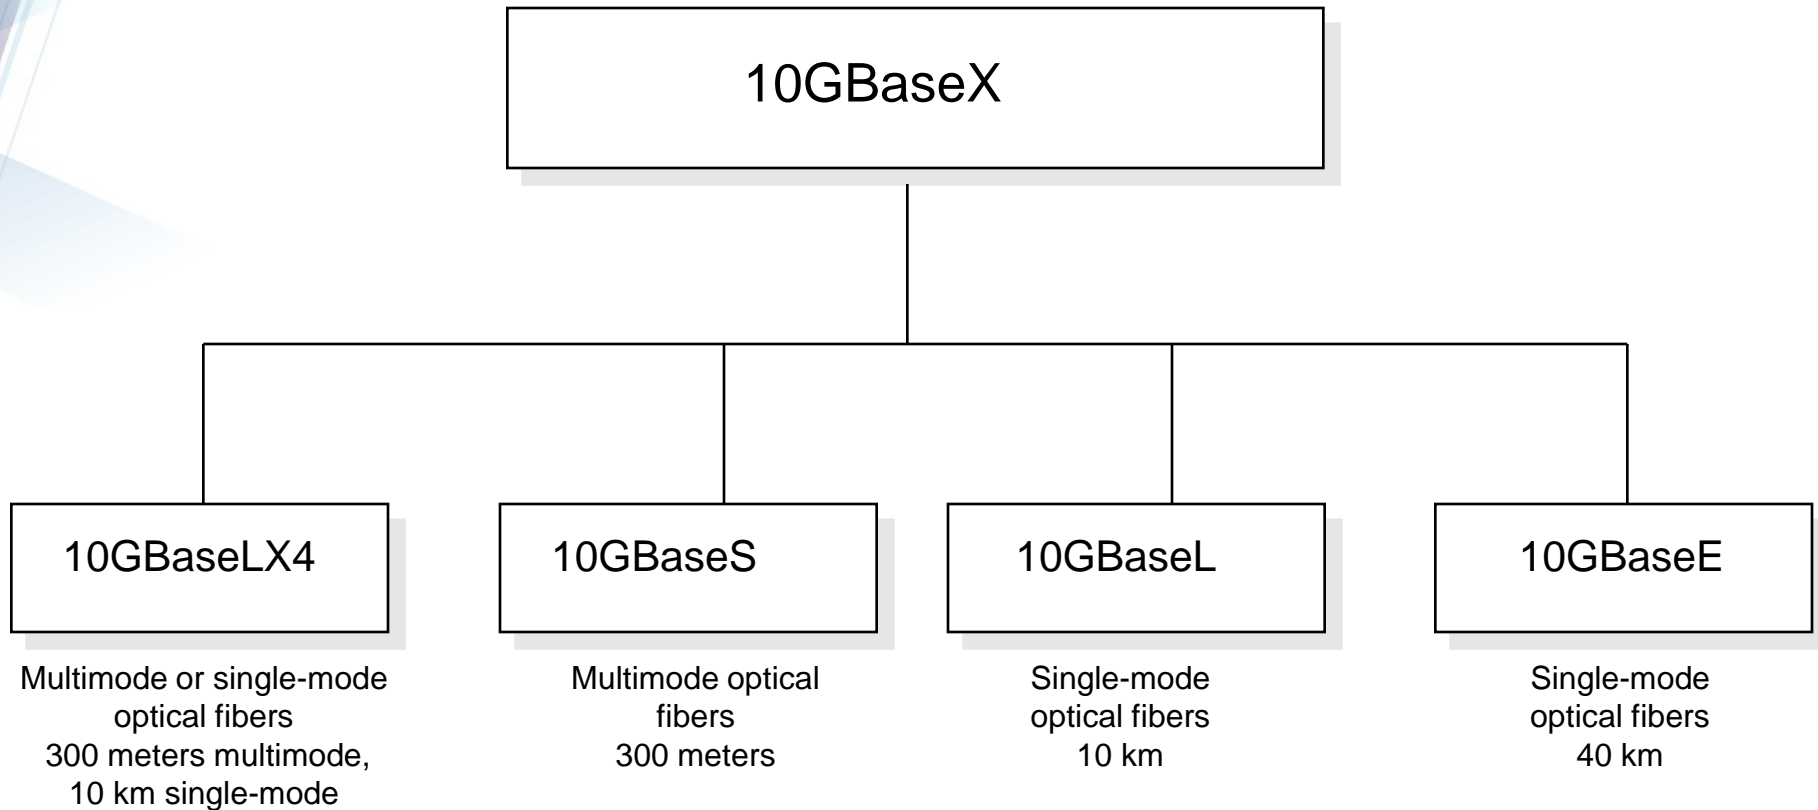 10GBaseX
10GBaseLX4
10GBaseS
10GBaseL
10GBaseE
Multimode or single-mode
optical fibers
300 meters multimode,
10 km single-mode
Multimode optical
fibers
300 meters
Single-mode
optical fibers
10 km
Single-mode
optical fibers
40 km